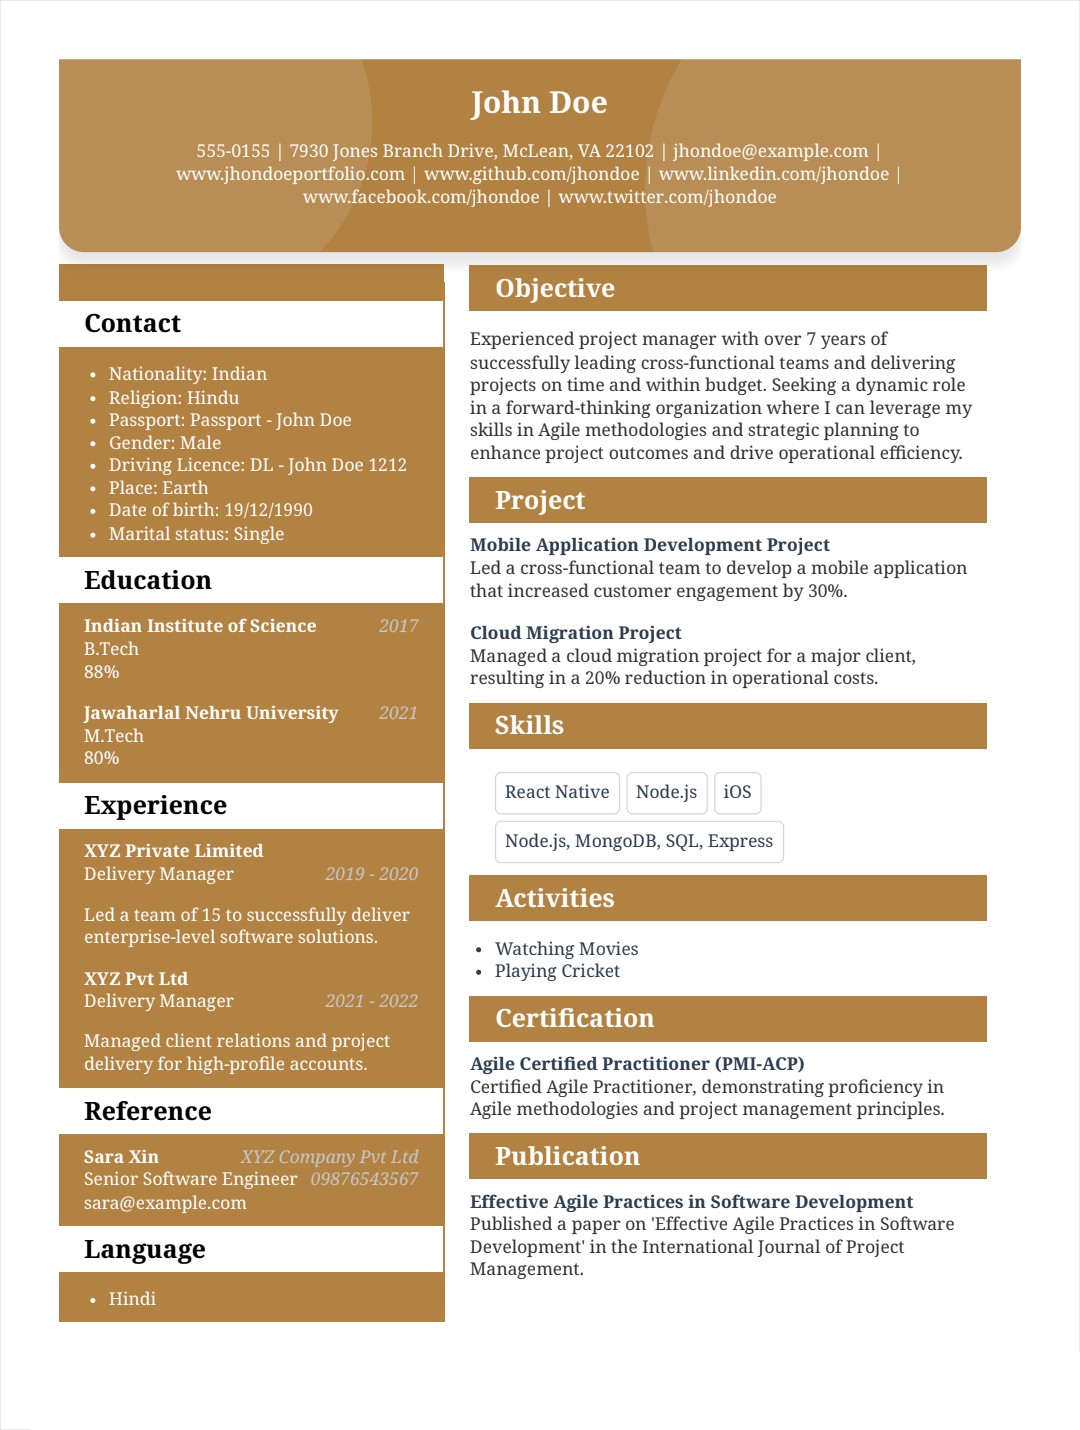 John Doe
555-0155 | 7930 Jones Branch Drive, McLean, VA 22102 | jhondoe@example.com |
www.jhondoeportfolio.com | www.github.com/jhondoe | www.linkedin.com/jhondoe |
www.facebook.com/jhondoe | www.twitter.com/jhondoe
Contact
• Nationality: Indian
• Religion: Hindu
• Passport: Passport - John Doe
• Gender: Male
• Driving Licence: DL - John Doe 1212
• Place: Earth
• Date of birth: 19/12/1990
• Marital status: Single
Education
Indian Institute of Science 2017
B.Tech
88%
Jawaharlal Nehru University 2021
M.Tech
80%
Experience
XYZ Private Limited
Delivery Manager 2019 - 2020
Led a team of 15 to successfully deliver
enterprise-level software solutions.
XYZ Pvt Ltd
Delivery Manager 2021 - 2022
Managed client relations and project
delivery for high-profile accounts.
Reference
Sara Xin XYZ Company Pvt Ltd
Senior Software Engineer 09876543567
sara@example.com
Language
• Hindi
Objective
Experienced project manager with over 7 years of
successfully leading cross-functional teams and delivering
projects on time and within budget. Seeking a dynamic role
in a forward-thinking organization where I can leverage my
skills in Agile methodologies and strategic planning to
enhance project outcomes and drive operational efficiency.
Project
Mobile Application Development Project
Led a cross-functional team to develop a mobile application
that increased customer engagement by 30%.
Cloud Migration Project
Managed a cloud migration project for a major client,
resulting in a 20% reduction in operational costs.
Skills
React Native Node.js iOS
Node.js, MongoDB, SQL, Express
Activities
• Watching Movies
• Playing Cricket
Certification
Agile Certified Practitioner (PMI-ACP)
Certified Agile Practitioner, demonstrating proficiency in
Agile methodologies and project management principles.
Publication
Effective Agile Practices in Software Development
Published a paper on 'Effective Agile Practices in Software
Development' in the International Journal of Project
Management.